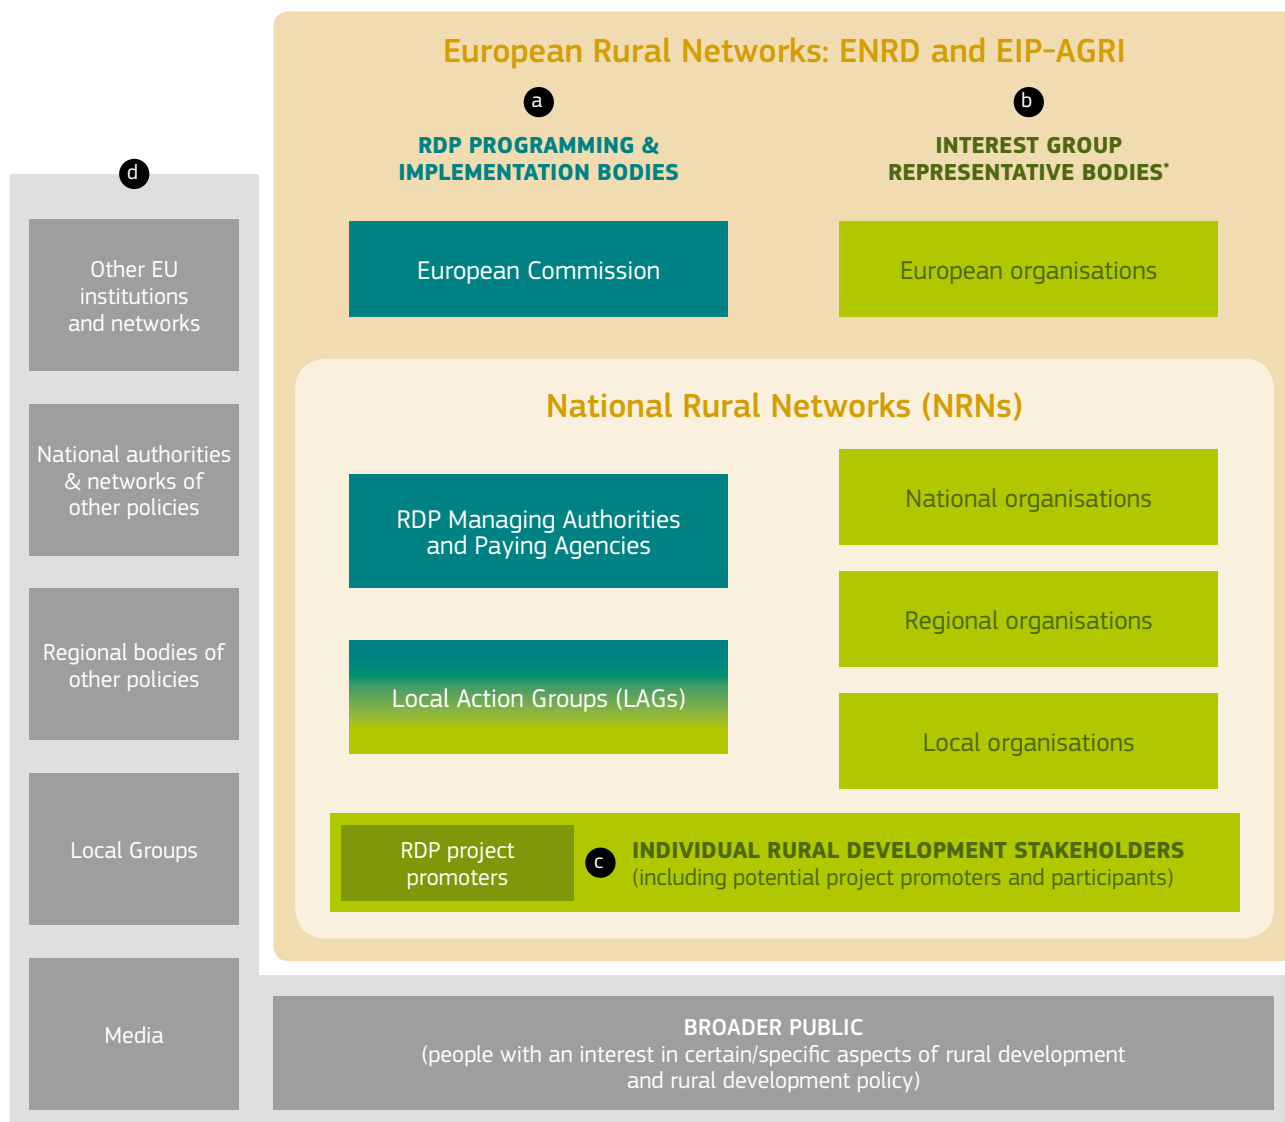 European Rural Networks: ENRD and EIP-AGRI
a
RDP PROGRAMMING &
IMPLEMENTATION BODIES
b
INTEREST GROUP
REPRESENTATIVE BODIES*
European Commission
European organisations
National Rural Networks (NRNs)
RDP Managing Authorities
and Paying Agencies
Local Action Groups (LAGs)
National organisations
Regional organisations
Local organisations
RDP project
promoters
c
INDIVIDUAL RURAL DEVELOPMENT STAKEHOLDERS
(including potential project promoters and participants)
d
Other EU
institutions
and networks
National authorities
& networks of
other policies
Regional bodies of
other policies
Local Groups
Media
BROADER PUBLIC
(people with an interest in certain/specific aspects of rural development
and rural development policy)